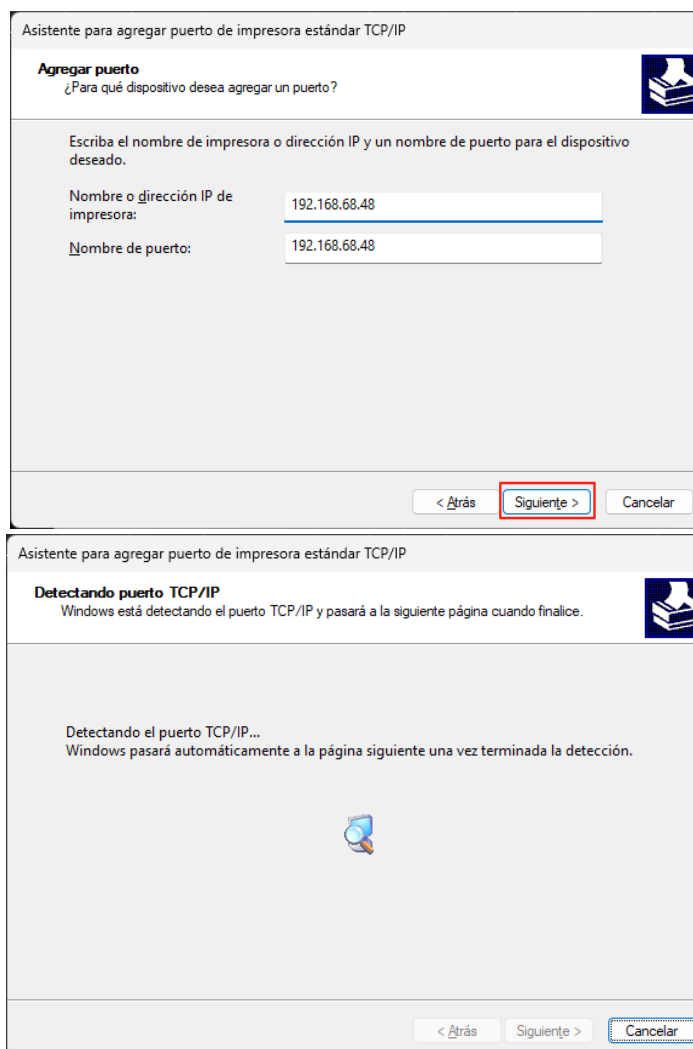 Asistente para agregar puerto de impresora estándar TCP/IP
Agregar puerto
¿Para qué dispositivo desea agregar un puerto?
Escriba el nombre de impresora o dirección IP y un nombre de puerto para el dispositivo
deseado.
Nombre o dirección IP de
impresora:
192.168.68.48
Nombre de puerto:
192.168.68.48
< Atrás
Siguiente >
Cancelar
Asistente para agregar puerto de impresora estándar TCP/IP
Detectando puerto TCP/IP
Windows está detectando el puerto TCP/IP y pasará a la siguiente página cuando finalice.
Detectando el puerto TCP/IP...
Windows pasará automáticamente a la página siguiente una vez terminada la detección.
< Atrás
Siguiente >
Cancelar